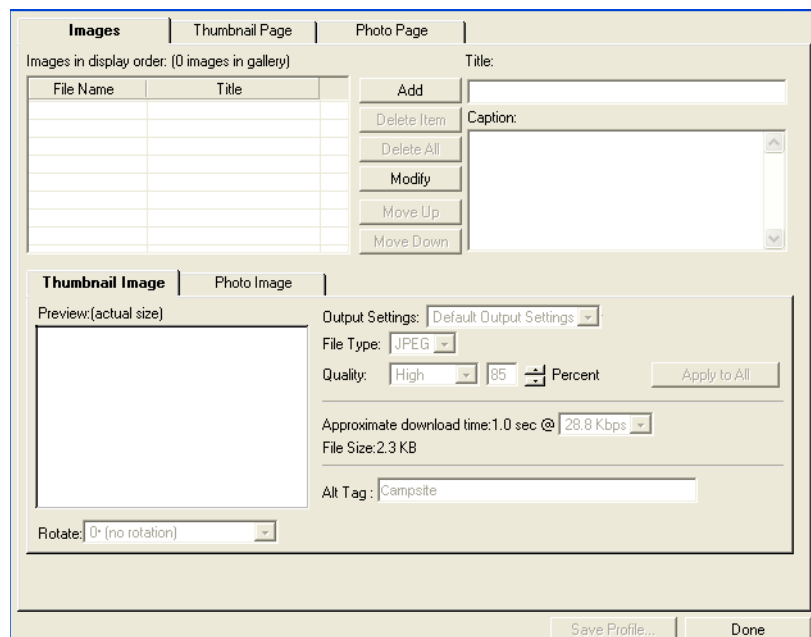 Images Thumbnail Page Photo Page
Images in display order: (0 images in gallery) Title:
File Name Title
Add
Delete Item Caption:
Delete All
Modify
Move Up
Move Down
Thumbnail Image Photo Image
Preview:(actual size)
Output Settings: Default Output Settings
File Type: JPEG
Quality: High 85 Percent Apply to All
Approximate download time:1.0 sec @ 28.8 Kbps
File Size:2.3 KB
Alt Tag : Campsite
Rotate: 0• (no rotation)
Save Profile... Done